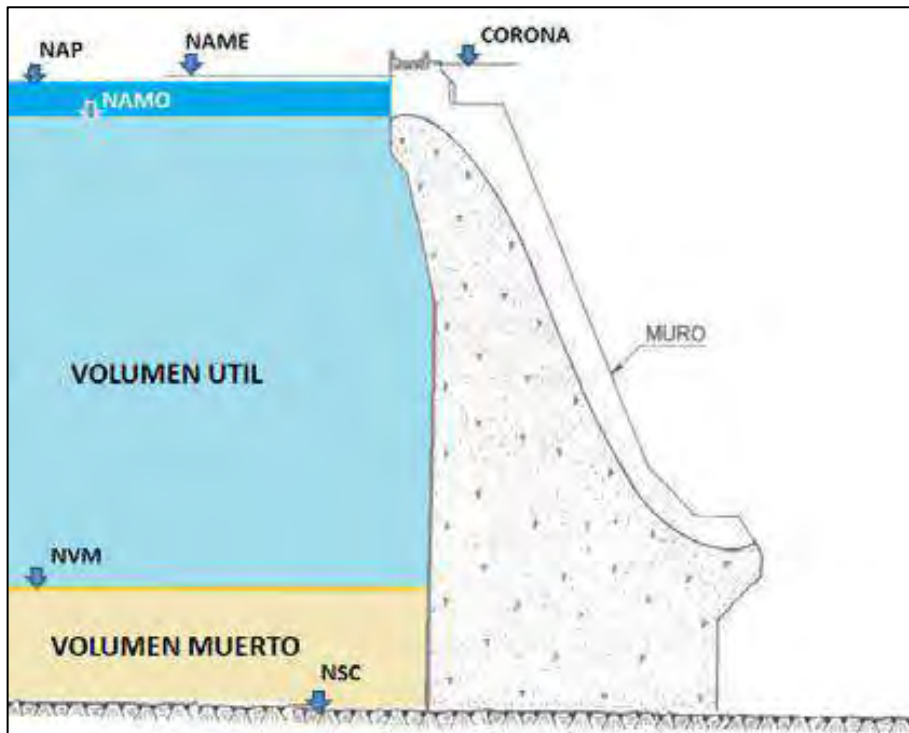 NAP
NAME
CORONA
NAMO
VOLUMEN UTIL
MURO
NVM
VOLUMEN MUERTO
NSC